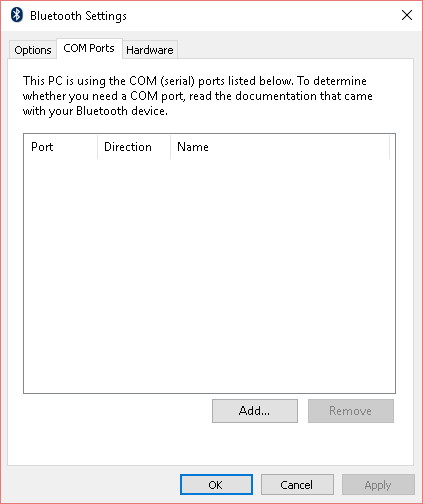 Bluetooth Settings
Options COM Ports Hardware
This PC is using the COM (serial) ports listed below. To determine
whether you need a COM port, read the documentation that came
with your Bluetooth device.
Port Direction Name
Add... Remove
OK Cancel Apply